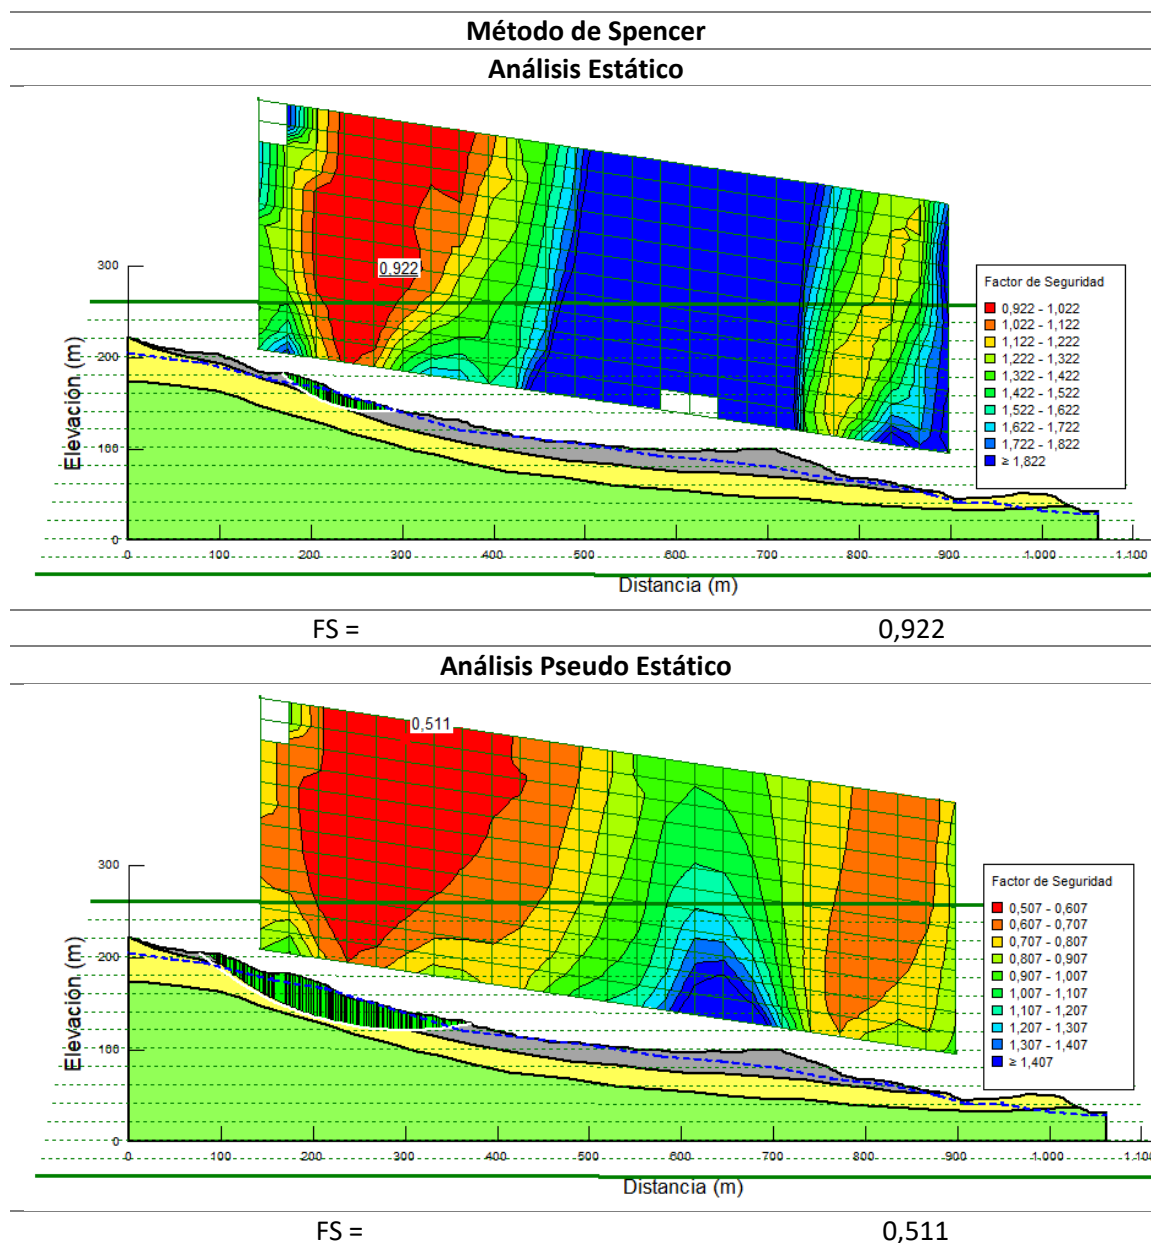 Método de Spencer
Análisis Estático
0.922
300
200
100
0
Elevación (m)
0 100 200 300 400 500 600 700 800 900 1.000 1.100
Distancia (m)
Factor de Seguridad
0,922 - 1,022
1,022 - 1,122
1,122 - 1,222
1,222 - 1,322
1,322 - 1,422
1,422 - 1,522
1,522 - 1,622
1,622 - 1,722
1,722 - 1,822
≥ 1,822
FS = 0,922
Análisis Pseudo Estático
0,511
300
200
100
0
Elevación (m)
0 100 200 300 400 500 600 700 800 900 1.000 1.100
Distancia (m)
Factor de Seguridad
0,507 - 0,607
0,607 - 0,707
0,707 - 0,807
0,807 - 0,907
0,907 - 1,007
1,007 - 1,107
1,107 - 1,207
1,207 - 1,307
1,307 - 1,407
≥ 1,407
FS = 0,511